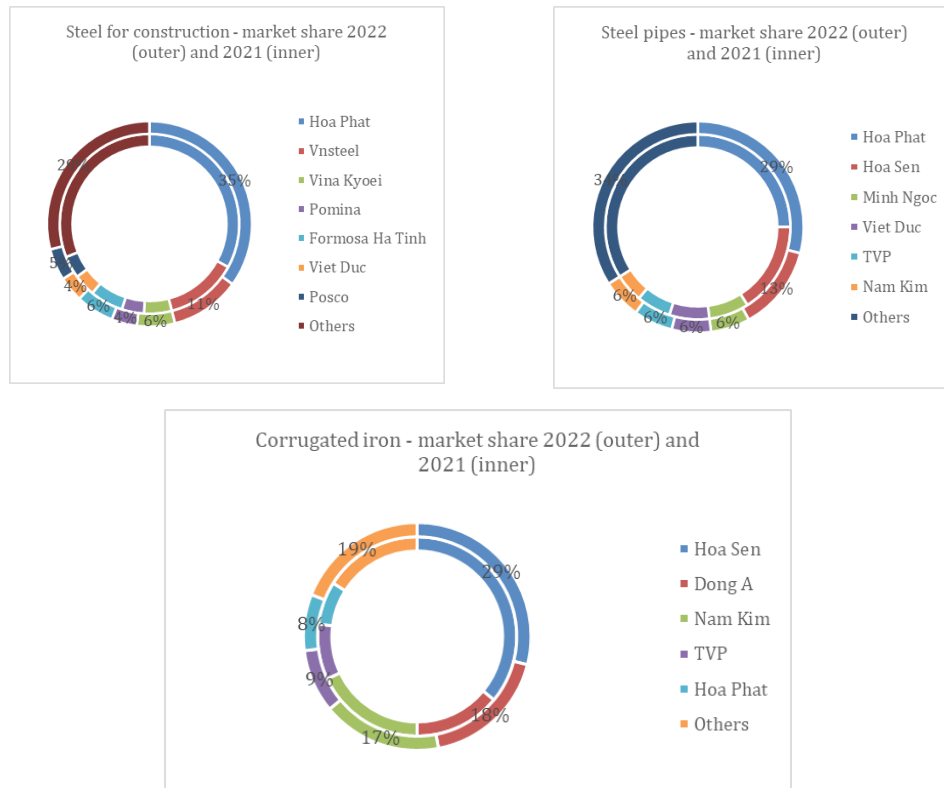 Steel for construction - market share 2022
(outer) and 2021 (inner)
35%
11%
6%
4%
6%
4%
5%
Hoa Phat
Vnsteel
Vina Kyoei
Pomina
Formosa Ha Tinh
Viet Duc
Posco
Others
Steel pipes - market share 2022 (outer)
and 2021 (inner)
29%
13%
6%
6%
6%
6%
Hoa Phat
Hoa Sen
Minh Ngoc
Viet Duc
TVP
Nam Kim
Others
Corrugated iron - market share 2022 (outer) and
2021 (inner)
29%
18%
17%
9%
8%
19%
Hoa Sen
Dong A
Nam Kim
TVP
Hoa Phat
Others